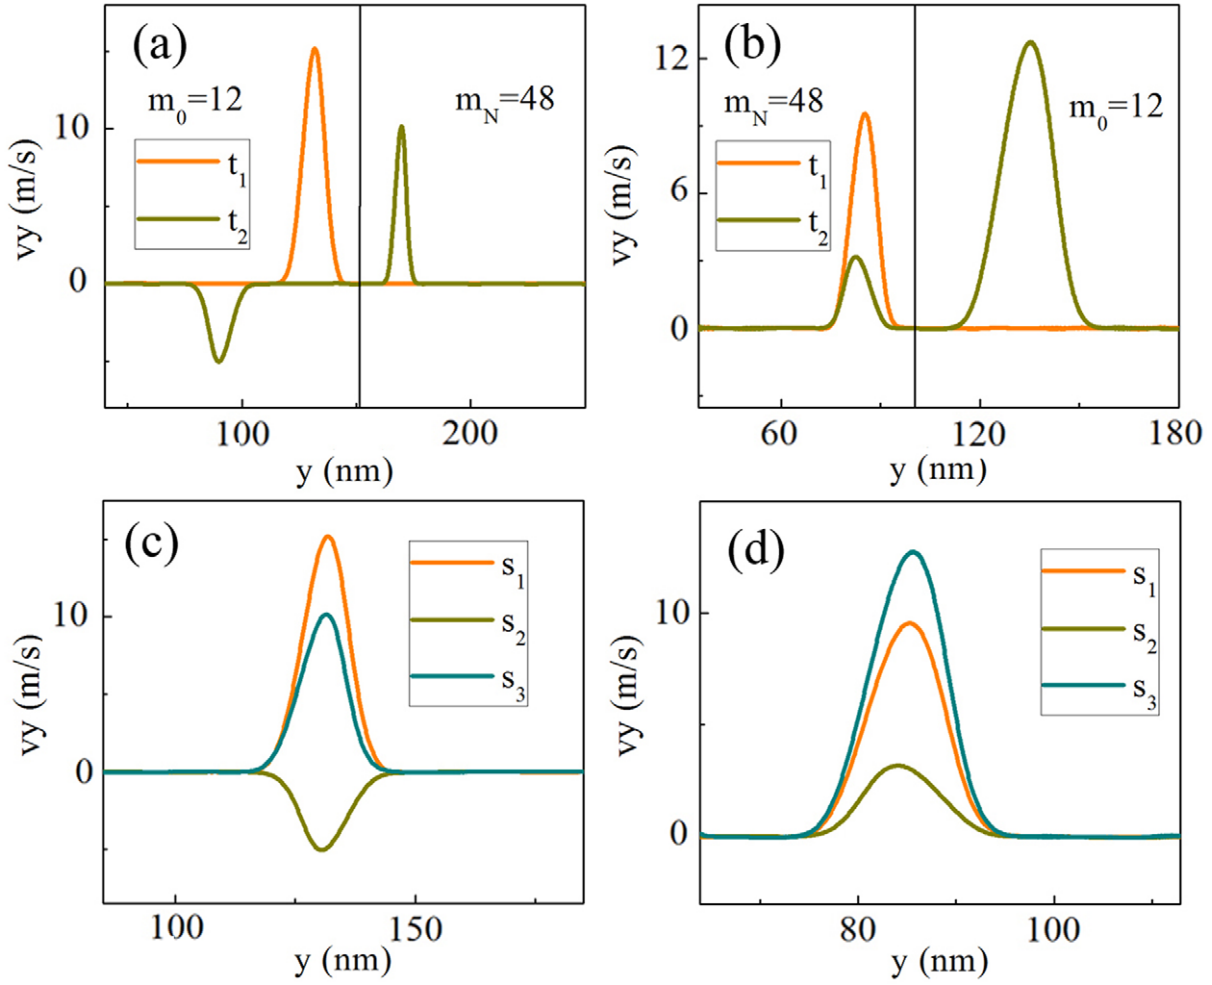 (a)
m0=12
mN=48
t1
t2
10
0
vy (m/s)
100
200
y (nm)
(b)
mN=48
m0=12
t1
t2
12
6
0
vy (m/s)
60
120
180
y (nm)
(c)
s1
s2
s3
10
0
vy (m/s)
100
150
y (nm)
(d)
s1
s2
s3
10
0
vy (m/s)
80
100
y (nm)